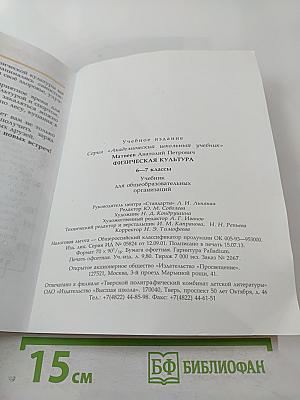 Учебное издание
Серия «Академический школьный учебник»
Матвеев Анатолий Петрович
ФИЗИЧЕСКАЯ КУЛЬТУРА
6—7 классы
Учебник
для общеобразовательных
организаций
Руководитель центра «Стандарты» Л. И. Льняная
Редактор Ю. М. Соболева
Художник Н. Д. Кондрушина
Художественный редактор А. Г. Иванов
Технический редактор и верстальщик И. М. Капранова, Н. Н. Репьева
Корректор Н. Э. Тимофеева
Налоговая льгота — Общероссийский классификатор продукции ОК 005-93—953000.
Изд. лиц. Серия ИД № 05824 от 12.09.01. Подписано в печать 15.07.11.
Формат 70 × 90 1/16. Бумага офсетная. Гарнитура Palladium.
Печать офсетная. Уч.-изд. л. 9,80. Тираж 7 000 экз. Заказ № 2067.
Открытое акционерное общество «Издательство «Просвещение».
127521, Москва, 3-й проезд Марьиной рощи, 41.
Отпечатано в филиале «Тверской полиграфический комбинат детской литературы»
ОАО «Издательство «Высшая школа». 170040, Тверь, проспект 50 лет Октября, д. 46
Тел.: +7(4822) 44-85-98. Факс: +7(4822) 44-61-51
новых встреч!
15 см
БФ БИБЛИОФАН